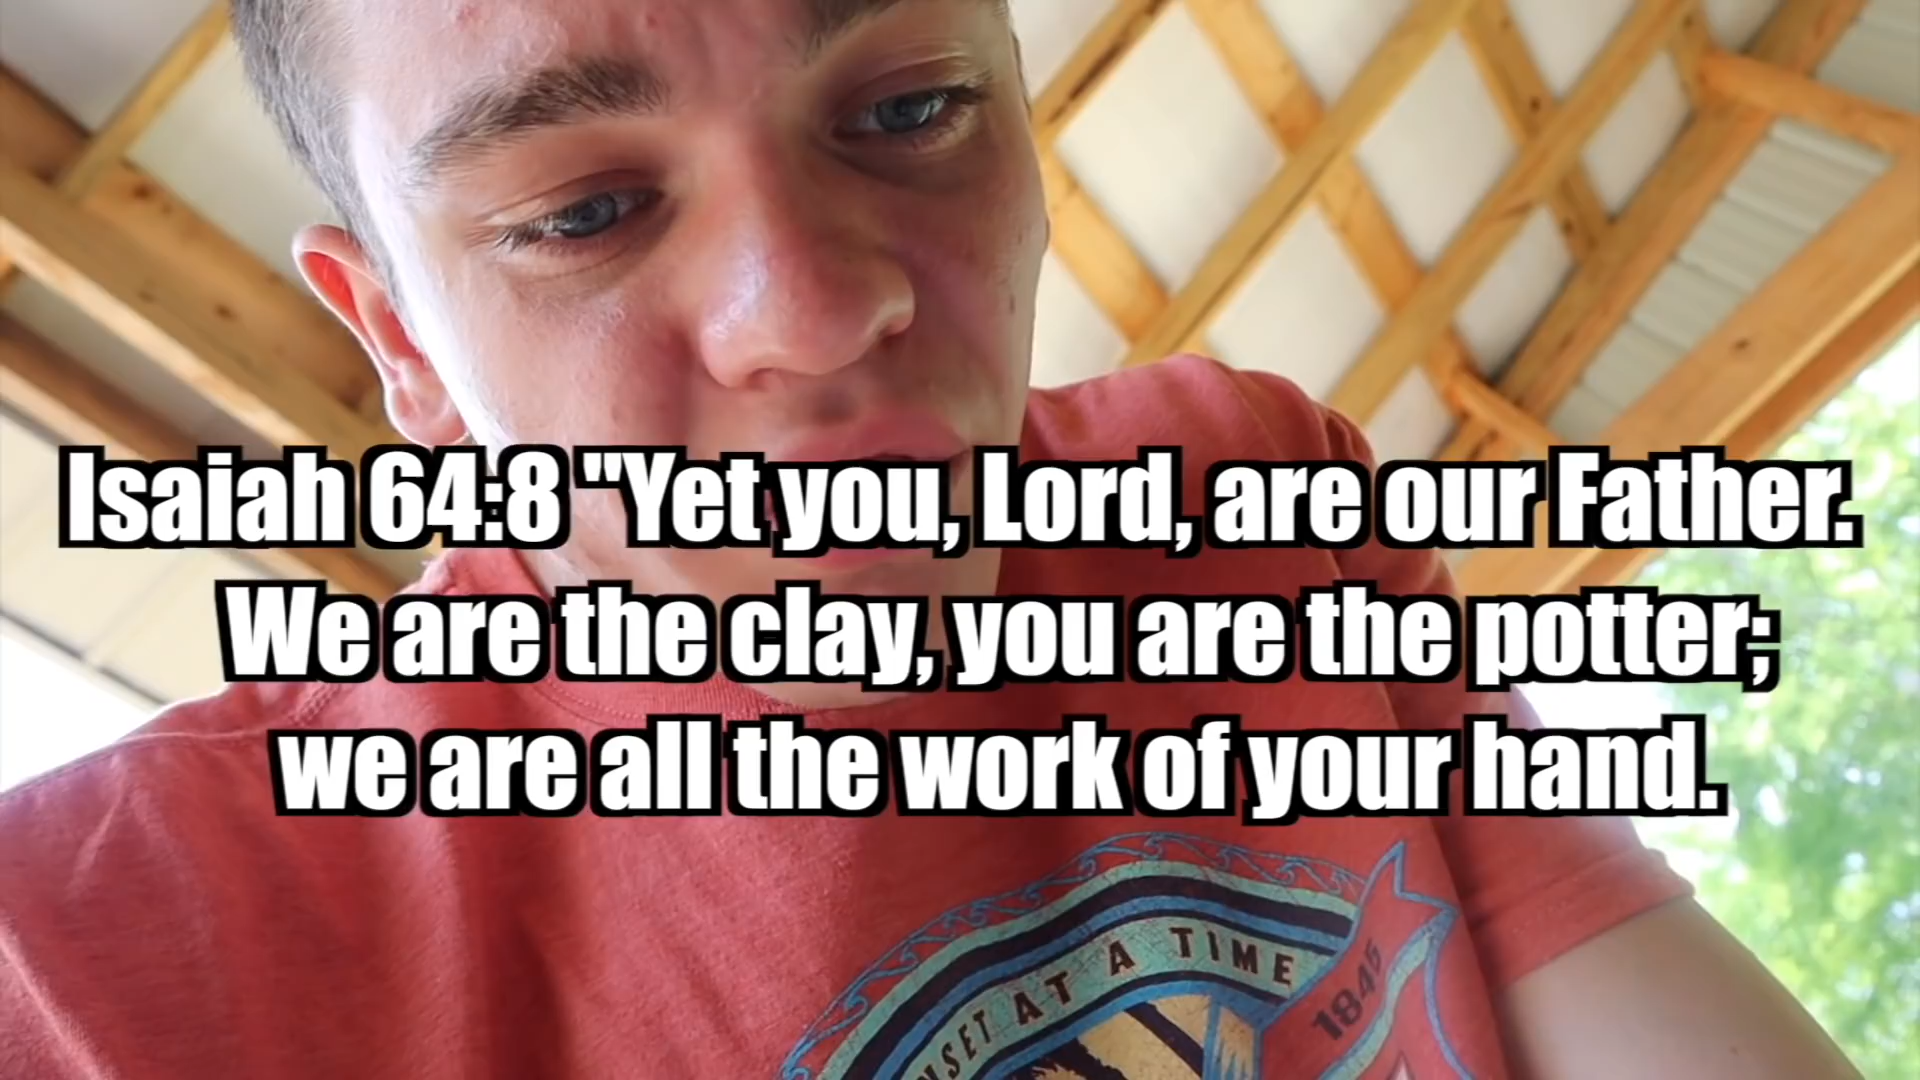 Isaiah 64:8 "Yet you, Lord, are our Father.
We are the clay, you are the potter;
we are all the work of your hand.
SET AT A TIME
1845